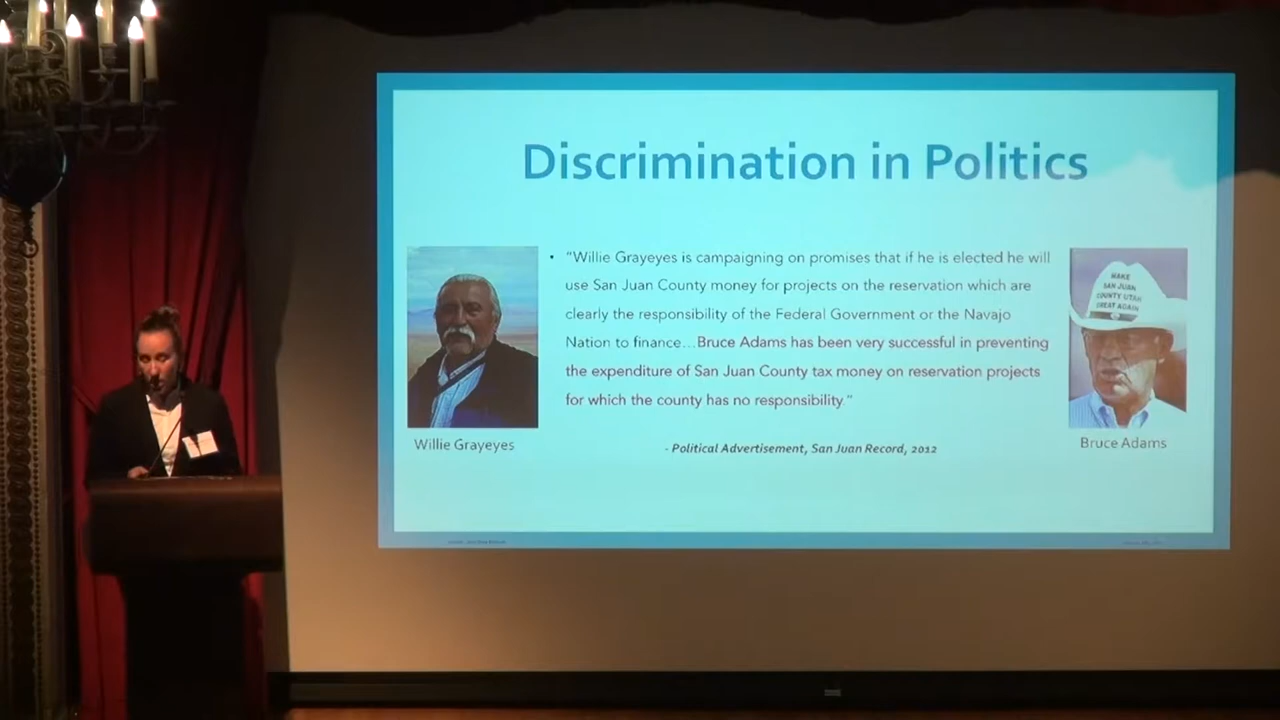 Discrimination in Politics
• "Willie Grayeyes is campaigning on promises that if he is elected he will
use San Juan County money for projects on the reservation which are
clearly the responsibility of the Federal Government or the Navajo
Nation to finance...Bruce Adams has been very successful in preventing
the expenditure of San Juan County tax money on reservation projects
for which the county has no responsibility."
- Political Advertisement, San Juan Record, 2012
Willie Grayeyes
MAKE
SAN JUAN
COUNTY UTAH
GREAT AGAIN
Bruce Adams